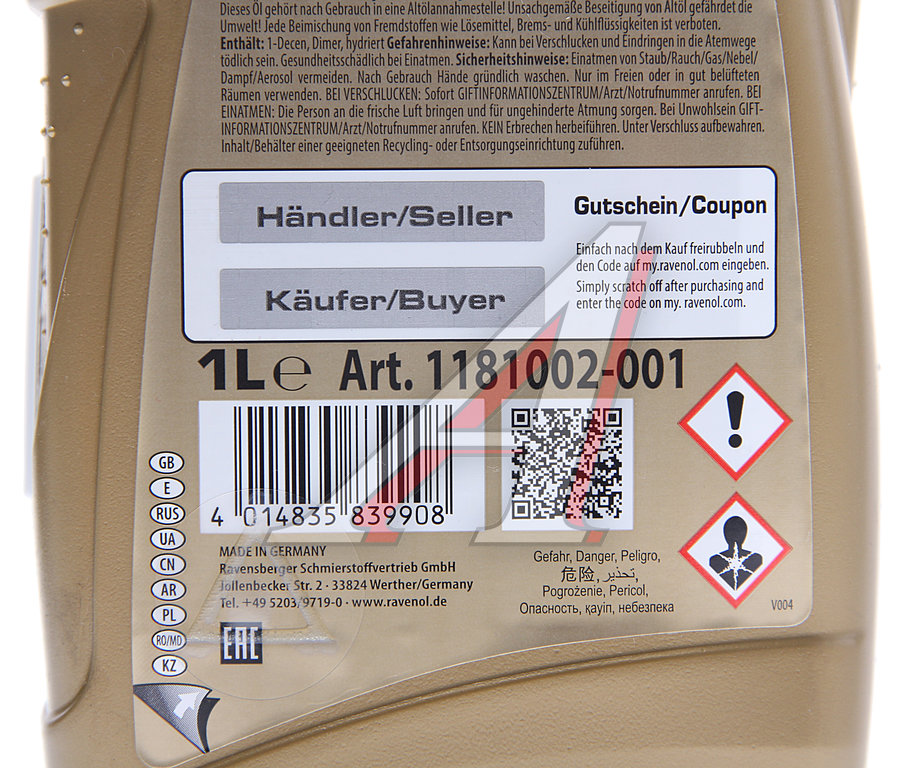 Dieses Öl gehört nach Gebrauch in eine Altölannahmestelle! Unsachgemäße Beseitigung von Altöl gefährdet die
Umwelt! Jede Beimischung von Fremdstoffen wie Lösemittel, Brems- und Kühlflüssigkeiten ist verboten.
Enthält: 1-Decen, Dimer, hydriert Gefahrenhinweise: Kann bei Verschlucken und Eindringen in die Atemwege
tödlich sein. Gesundheitsschädlich bei Einatmen. Sicherheitshinweise: Einatmen von Staub/Rauch/Gas/Nebel/
Dampf/Aerosol vermeiden. Nach Gebrauch Hände gründlich waschen. Nur im Freien oder in gut belüfteten
Räumen verwenden. BEI VERSCHLUCKEN: Sofort GIFTINFORMATIONSZENTRUM/Arzt/Notrufnummer anrufen. BEI
EINATMEN: Die Person an die frische Luft bringen und für ungehinderte Atmung sorgen. Bei Unwohlsein GIFT-
INFORMATIONSZENTRUM/Arzt/Notrufnummer anrufen. KEIN Erbrechen herbeiführen. Unter Verschluss aufbewahren.
Inhalt/Behälter einer geeigneten Recycling- oder Entsorgungseinrichtung zuführen.
Händler/Seller
Käufer/Buyer
Gutschein/Coupon
Einfach nach dem Kauf freirubbeln und
den Code auf my.ravenol.com eingeben.
Simply scratch off after purchasing and
enter the code on my. ravenol.com.
1L ℮ Art. 1181002-001
4 014835 839908
GB
E
RUS
UA
CN
AR
PL
RO/MD
KZ
MADE IN GERMANY
Ravensberger Schmierstoffvertrieb GmbH
Jöllenbecker Str. 2 · 33824 Werther/Germany
Tel. +49 5203/9719-0 · www.ravenol.de
EAC
Gefahr, Danger, Peligro,
危险, تحذير,
Pogrożenie, Pericol,
Опасность, қауіп, небезпека
V004